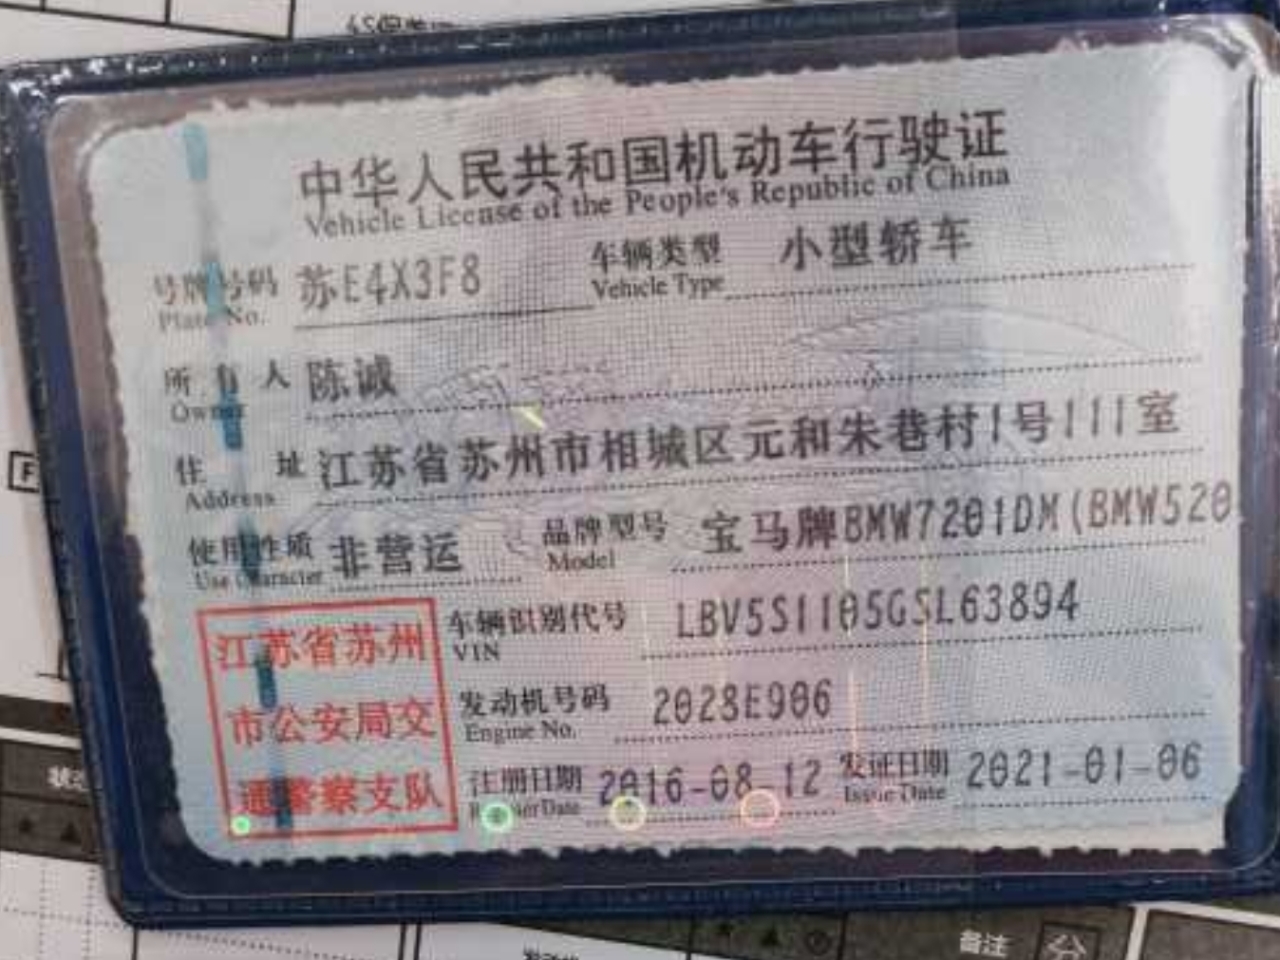 中华人民共和国机动车行驶证
Vehicle License of the People's Republic of China
号牌号码 苏E4X3F8 车辆类型 小型轿车
Plate No. Vehicle Type
所有人 陈诚
Owner
住址 江苏省苏州市相城区元和朱巷村1号111室
Address
使用性质 非营运 品牌型号 宝马牌BMW7201DM(BMW520
Use Character Model
江苏省苏州
市公安局交
通警察支队
车辆识别代号 LBV5S1105GSL63894
VIN
发动机号码 2028E906
Engine No.
注册日期 2016-08-12 发证日期 2021-01-06
Register Date Issue Date
备注